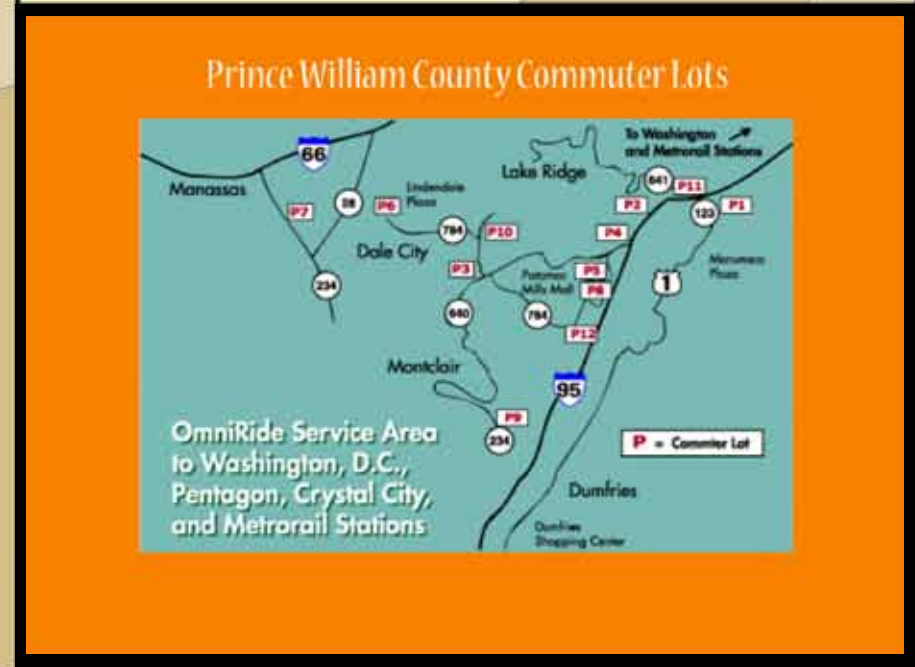 Prince William County Commuter Lots
To Washington
and Metrorail Stations
66
Lake Ridge
641
P11
Manassas
Lindendale
Plaza
P7
28
P6
P2
123
P1
784
P10
P4
Dale City
P3
Potomac
Mills Mall
P5
P8
1
Plaza
234
640
784
P12
Montclair
95
P9
234
OmniRide Service Area
to Washington, D.C.,
Pentagon, Crystal City,
and Metrorail Stations
P = Commter Lot
Dumfries
Dumfries
Shopping Center